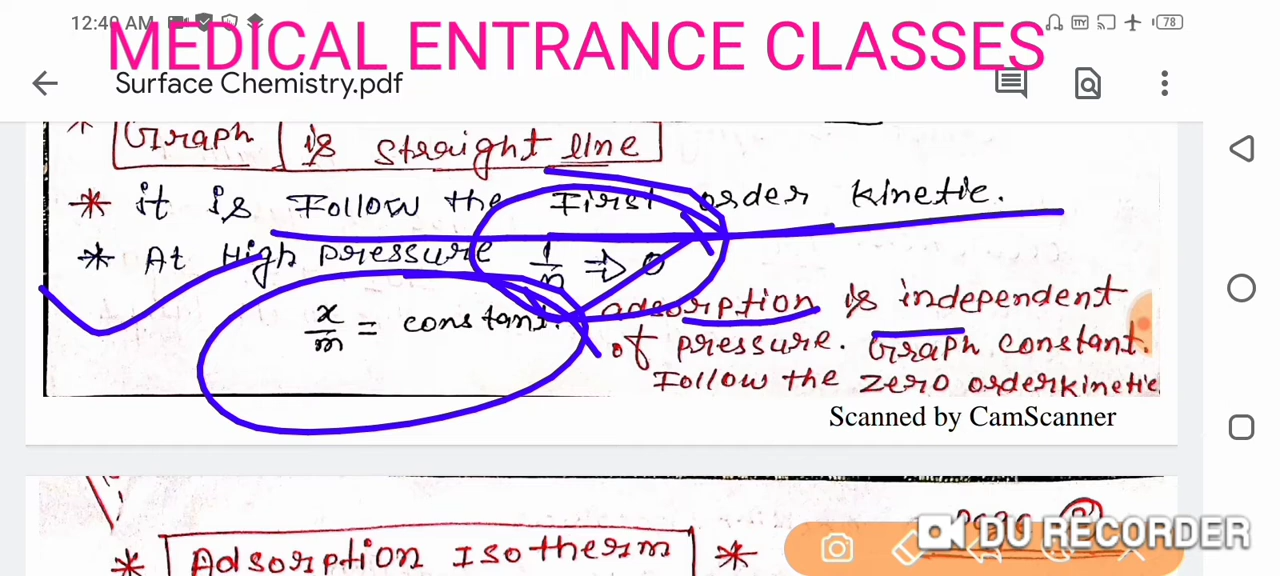 12:40 AM
78
MEDICAL ENTRANCE CLASSES
Surface Chemistry.pdf
* Graph is straight line
* it is Follow the First order kinetic.
* At High pressure 1/n ⇒ 0
adsorption is independent
x/m = constant.
of pressure. Graph constant.
Follow the zero order kinetic
Scanned by CamScanner
page
DU RECORDER
* Adsorption Isotherm *